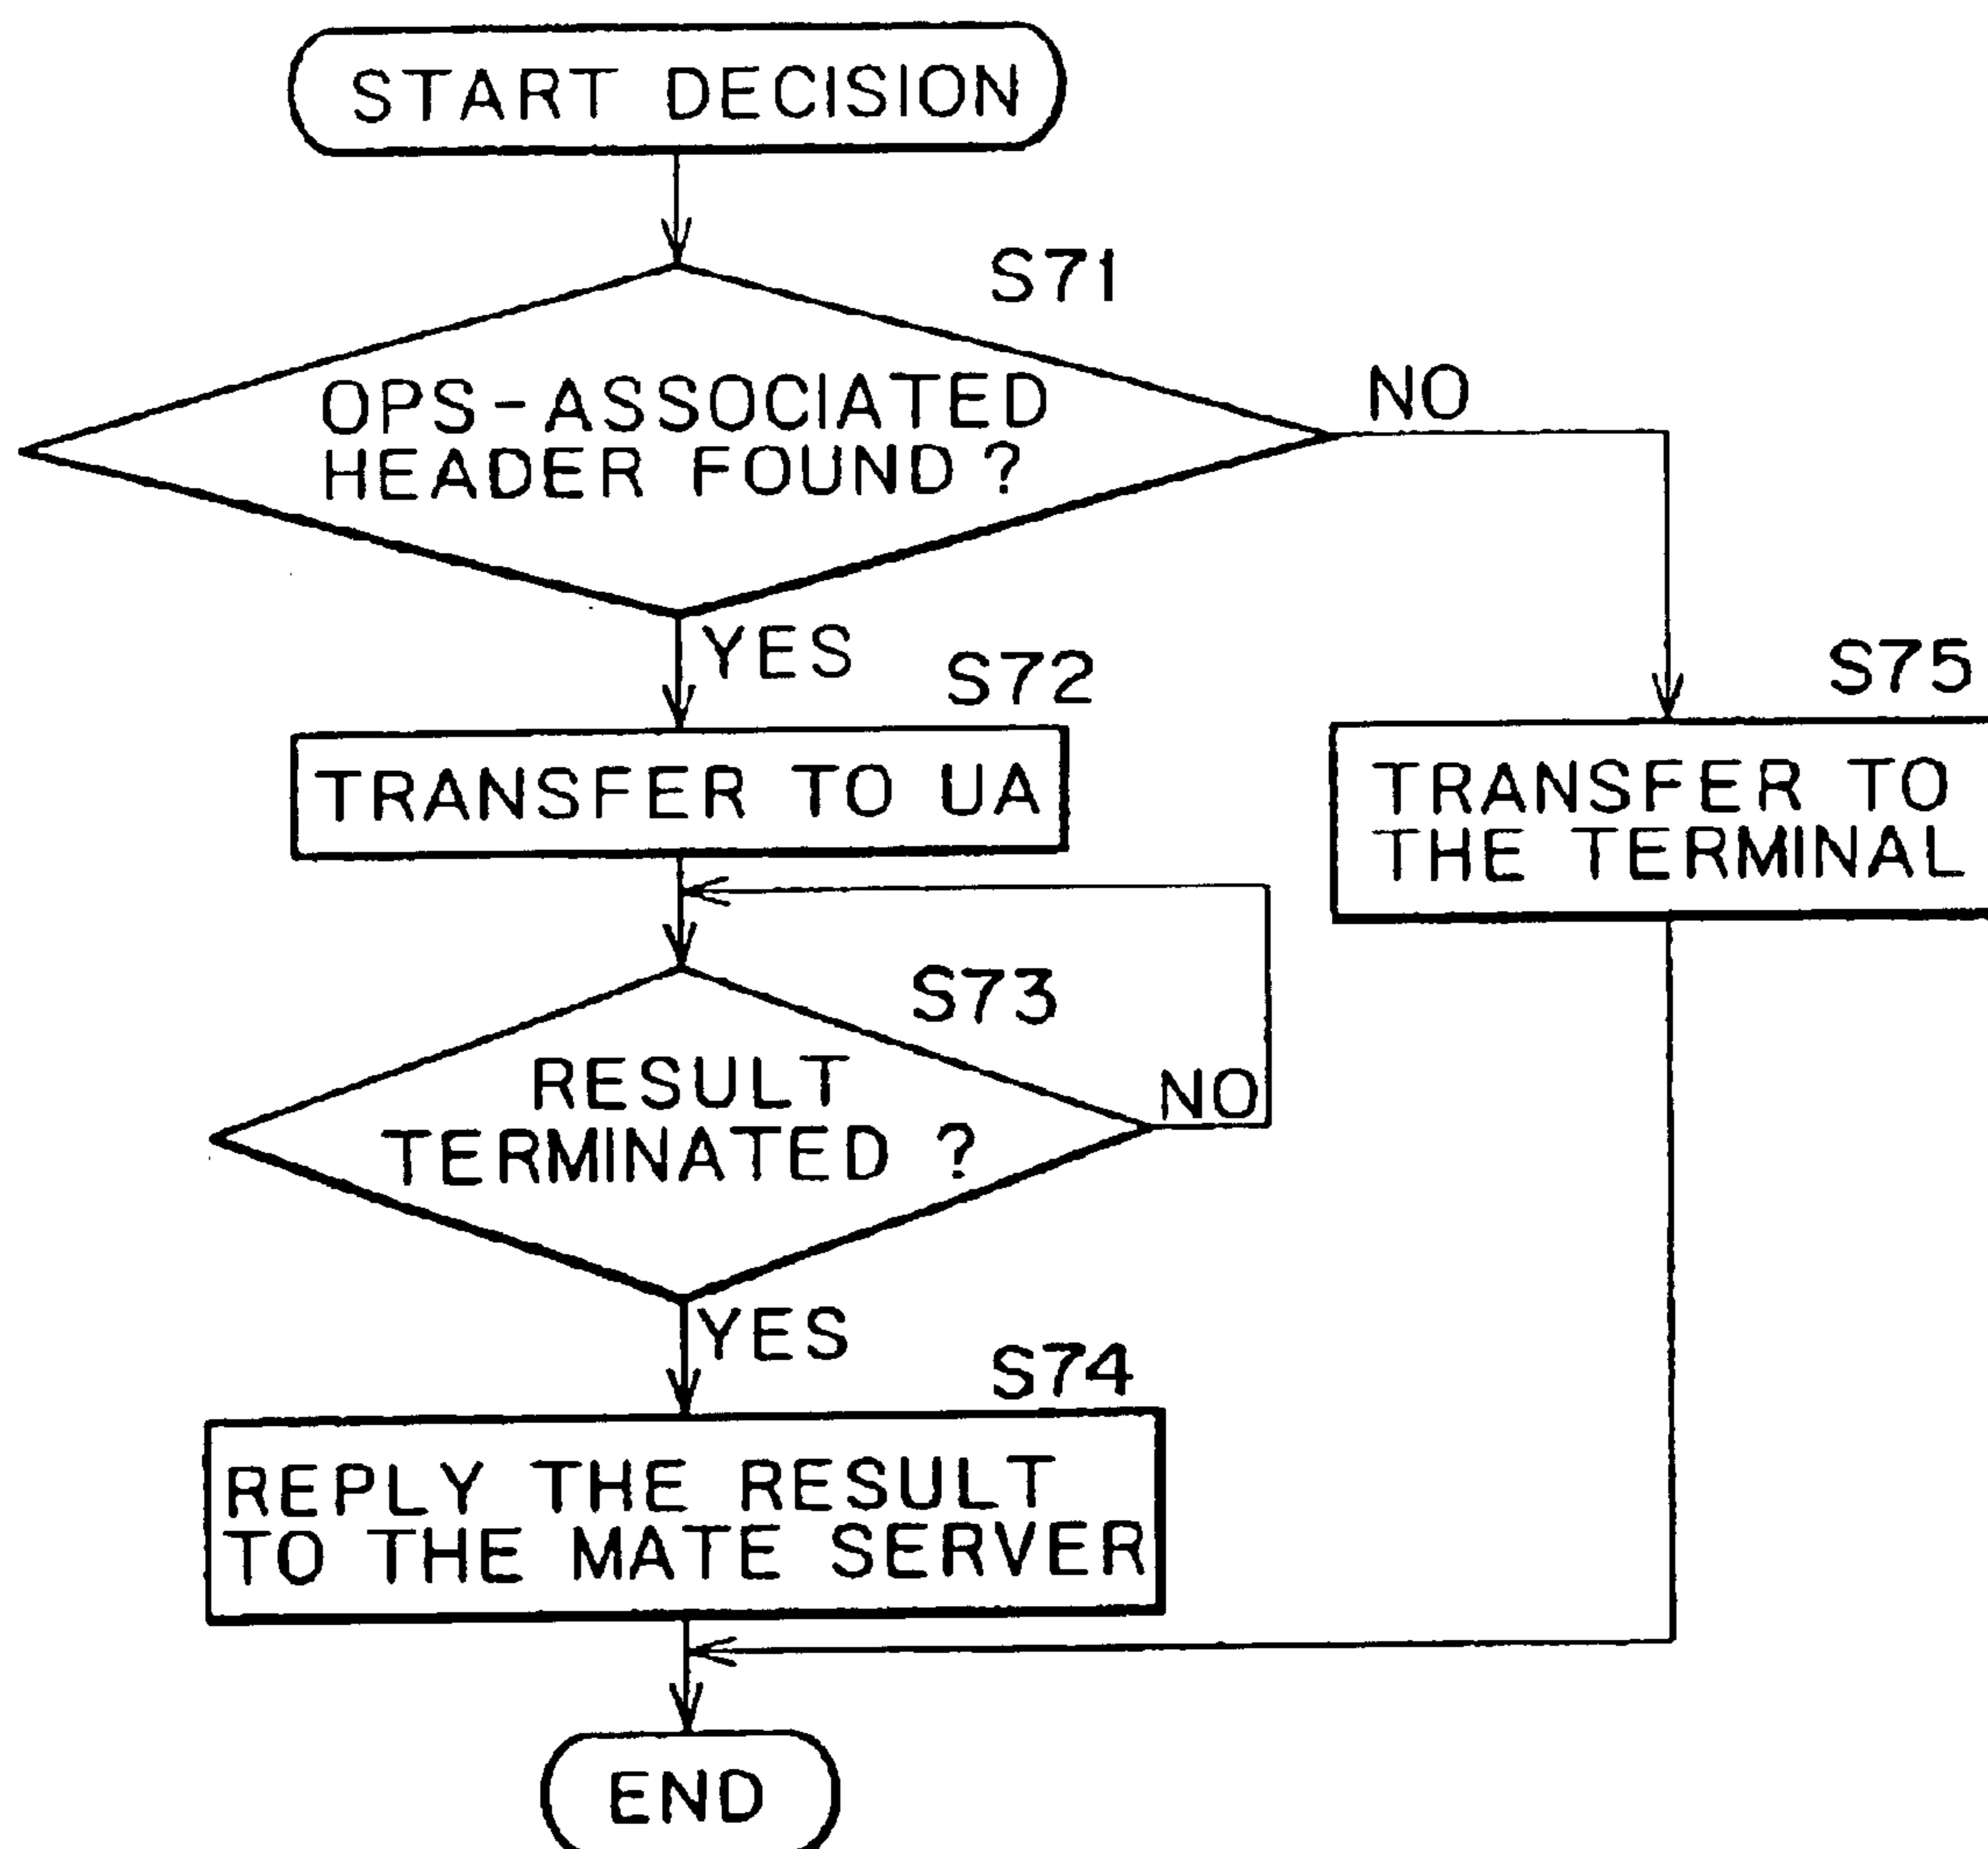 START DECISION
S71
OPS-ASSOCIATED
HEADER FOUND ?
NO
YES
S72
TRANSFER TO UA
S75
TRANSFER TO
THE TERMINAL
S73
RESULT
TERMINATED ?
NO
YES
S74
REPLY THE RESULT
TO THE MATE SERVER
END